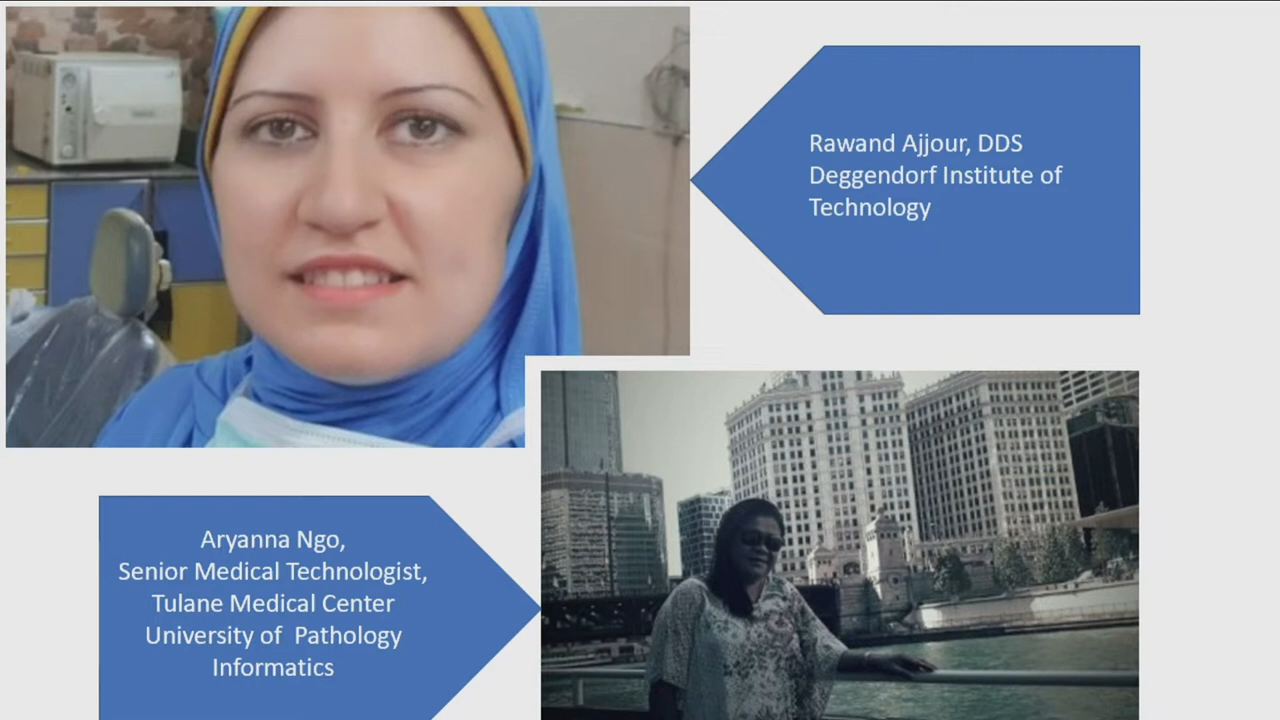 Rawand Ajjour, DDS
Deggendorf Institute of
Technology
Aryanna Ngo,
Senior Medical Technologist,
Tulane Medical Center
University of  Pathology
Informatics